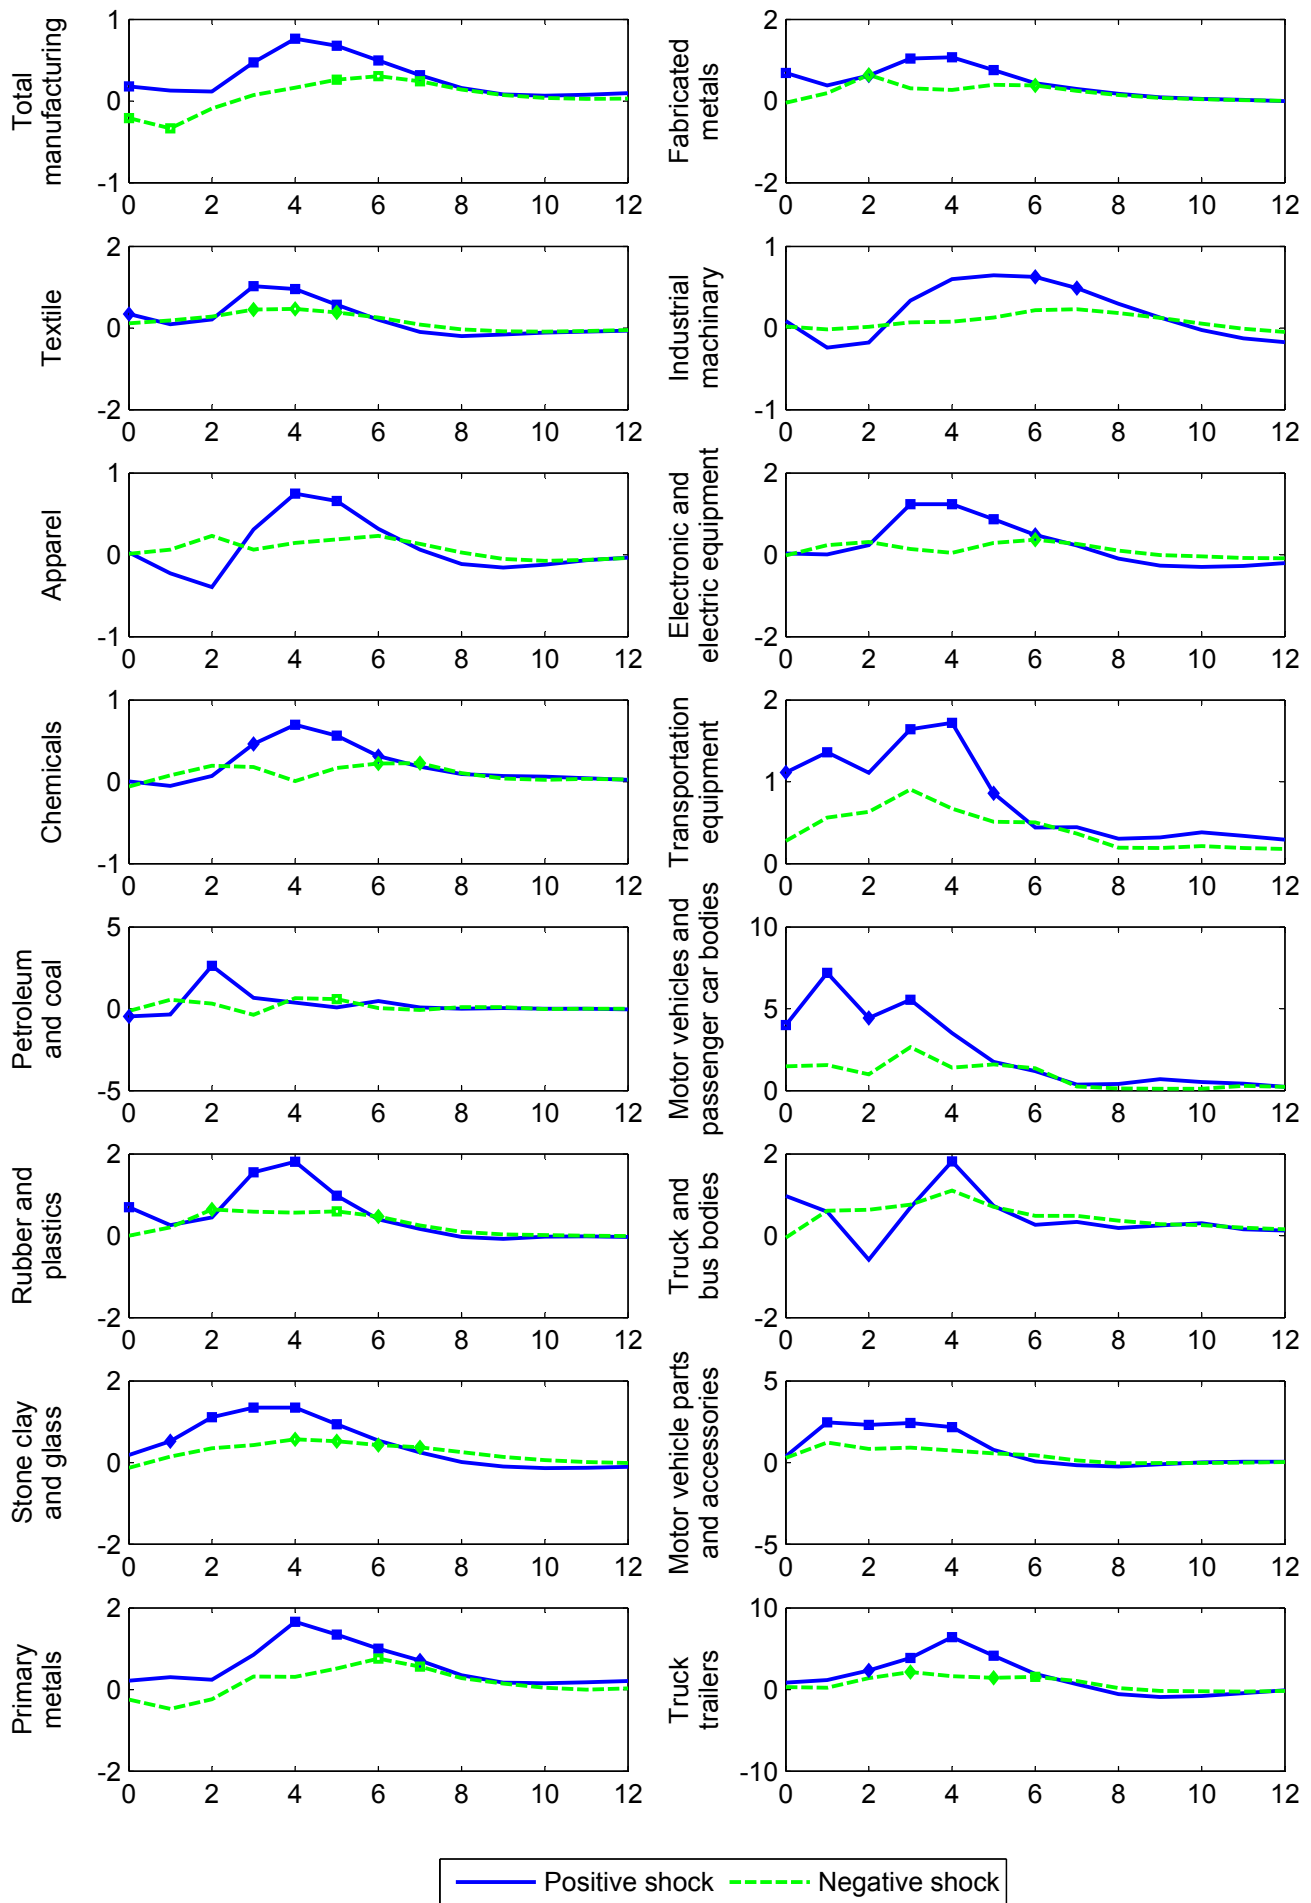 Total
manufacturing
1
0
-1
0 2 4 6 8 10 12
Fabricated
metals
2
0
-2
0 2 4 6 8 10 12
Textile
2
0
-2
0 2 4 6 8 10 12
Industrial
machinary
1
0
-1
0 2 4 6 8 10 12
Apparel
1
0
-1
0 2 4 6 8 10 12
Electronic and
electric equipment
2
0
-2
0 2 4 6 8 10 12
Chemicals
1
0
-1
0 2 4 6 8 10 12
Transportation
equipment
2
1
0
0 2 4 6 8 10 12
Petroleum
and coal
5
0
-5
0 2 4 6 8 10 12
Motor vehicles and
passenger car bodies
10
5
0
0 2 4 6 8 10 12
Rubber and
plastics
2
0
-2
0 2 4 6 8 10 12
Truck and
bus bodies
2
0
-2
0 2 4 6 8 10 12
Stone clay
and glass
2
0
-2
0 2 4 6 8 10 12
Motor vehicle parts
and accessories
5
0
-5
0 2 4 6 8 10 12
Primary
metals
2
0
-2
0 2 4 6 8 10 12
Truck
trailers
10
0
-10
0 2 4 6 8 10 12
Positive shock Negative shock